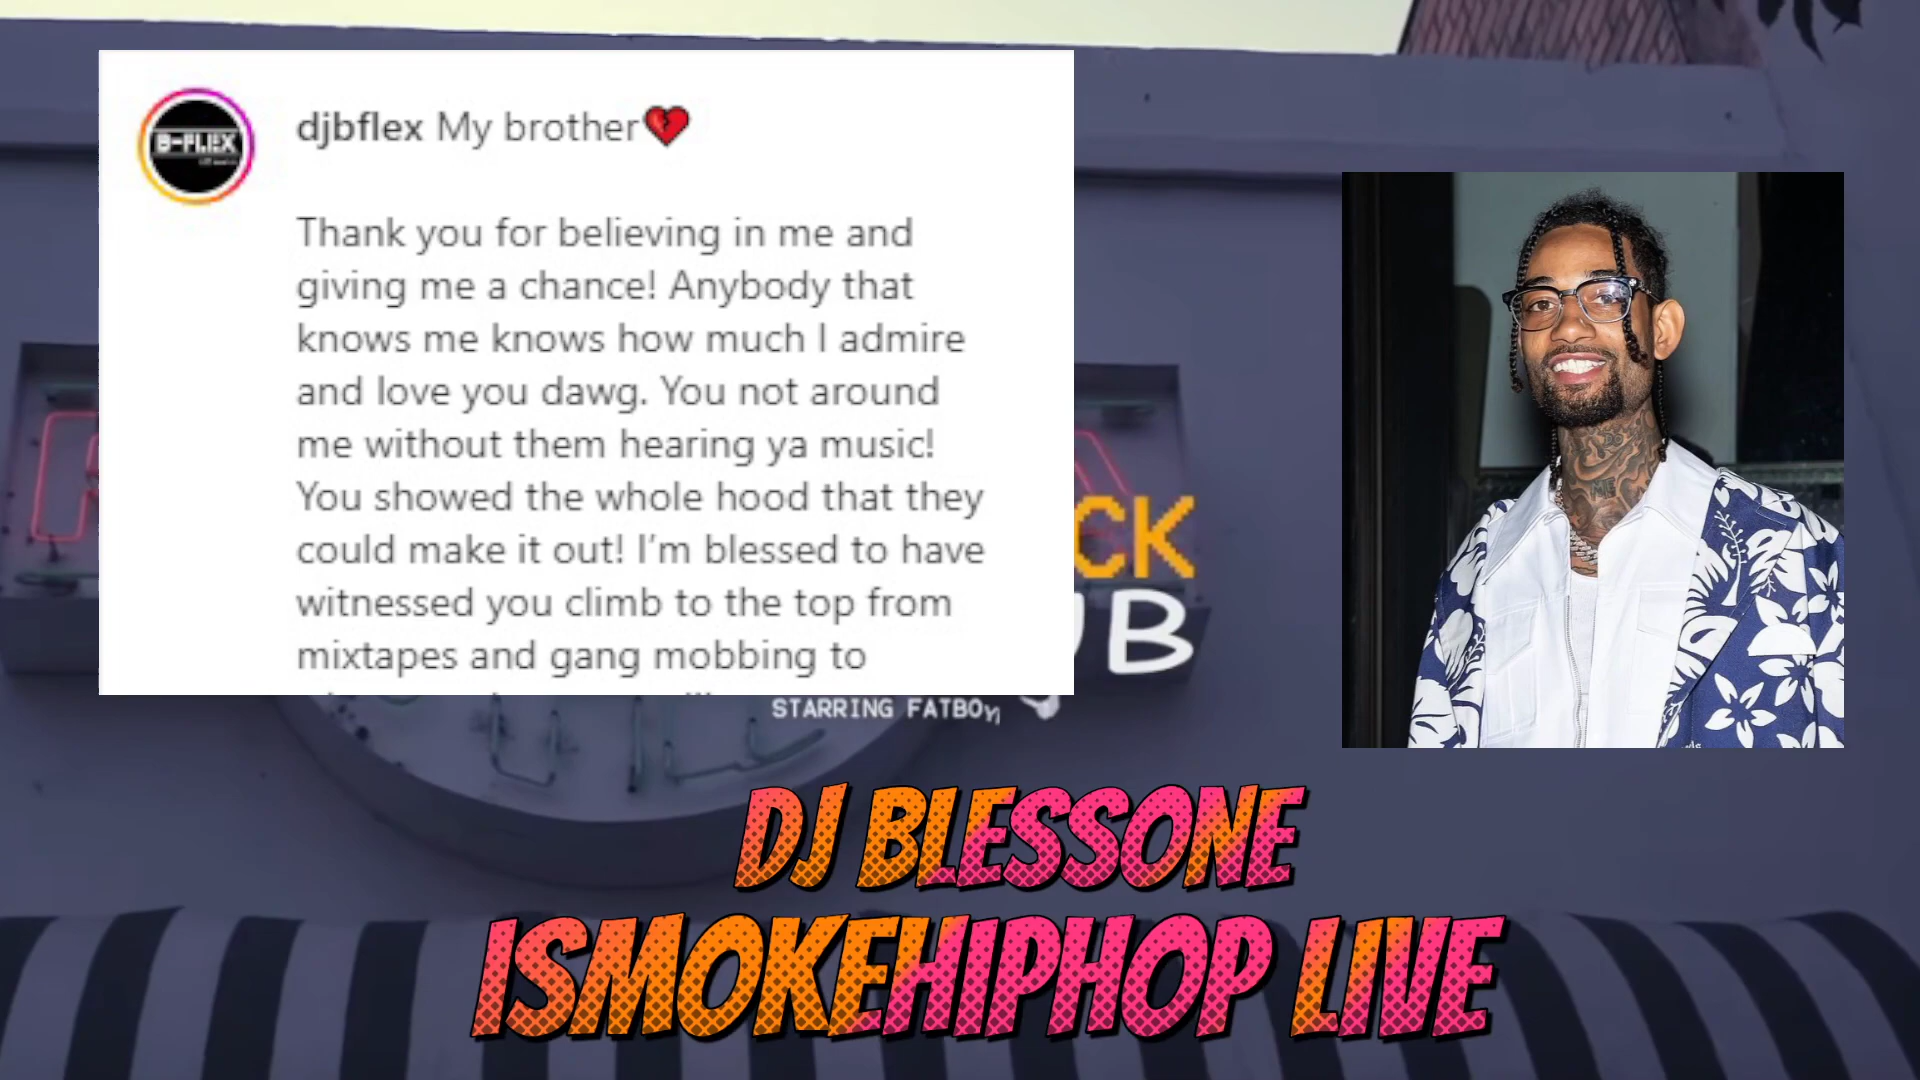 B-FLEX
djbflex My brother💔
Thank you for believing in me and
giving me a chance! Anybody that
knows me knows how much I admire
and love you dawg. You not around
me without them hearing ya music!
You showed the whole hood that they
could make it out! I'm blessed to have
witnessed you climb to the top from
mixtapes and gang mobbing to
CK
UB
STARRING FATBOY
DJ BLESSONE
ISMOKEHIPHOP LIVE